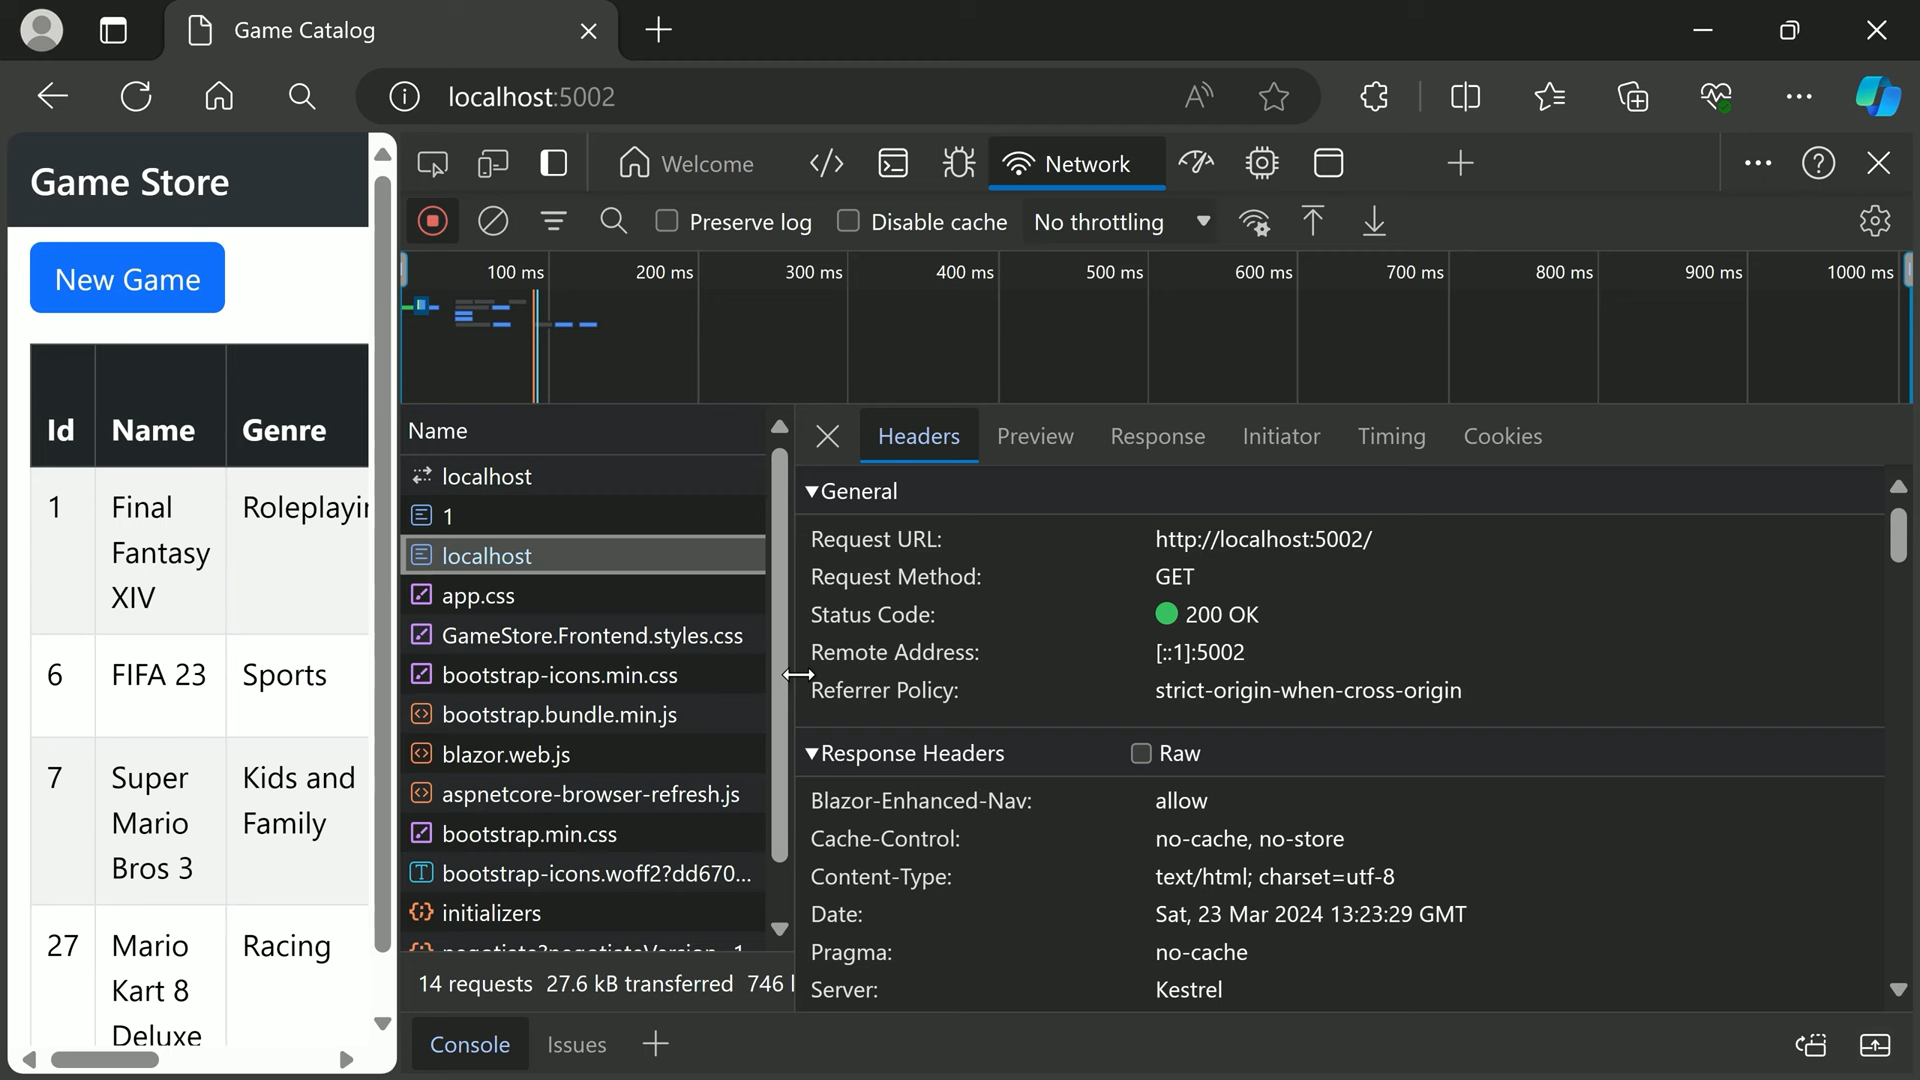 Game Catalog
localhost:5002
Game Store
New Game
Id Name Genre
1 Final Fantasy XIV Roleplayin
6 FIFA 23 Sports
7 Super Mario Bros 3 Kids and Family
27 Mario Kart 8 Deluxe Racing
Welcome
Network
Preserve log
Disable cache
No throttling
100 ms 200 ms 300 ms 400 ms 500 ms 600 ms 700 ms 800 ms 900 ms 1000 ms
Name
localhost
1
localhost
app.css
GameStore.Frontend.styles.css
bootstrap-icons.min.css
bootstrap.bundle.min.js
blazor.web.js
aspnetcore-browser-refresh.js
bootstrap.min.css
bootstrap-icons.woff2?dd670...
initializers
14 requests 27.6 kB transferred 746
Headers Preview Response Initiator Timing Cookies
General
Request URL: http://localhost:5002/
Request Method: GET
Status Code: 200 OK
Remote Address: [::1]:5002
Referrer Policy: strict-origin-when-cross-origin
Response Headers Raw
Blazor-Enhanced-Nav: allow
Cache-Control: no-cache, no-store
Content-Type: text/html; charset=utf-8
Date: Sat, 23 Mar 2024 13:23:29 GMT
Pragma: no-cache
Server: Kestrel
Console Issues